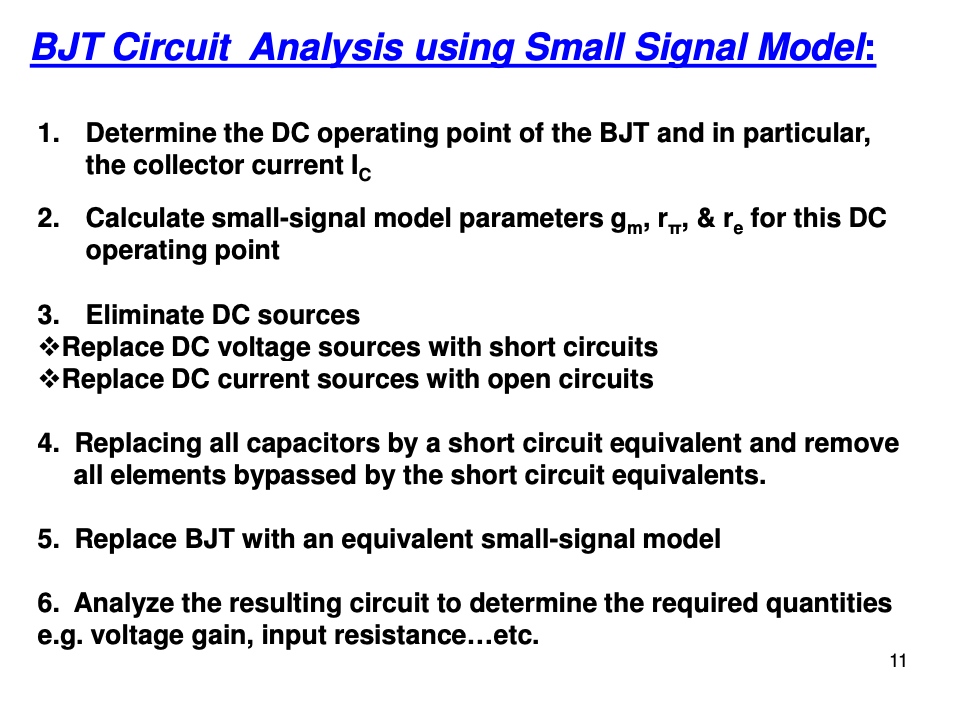 BJT Circuit  Analysis using Small Signal Model:
1. Determine the DC operating point of the BJT and in particular,
the collector current I_C
2. Calculate small-signal model parameters g_m, r_π, & r_e for this DC
operating point
3. Eliminate DC sources
❖Replace DC voltage sources with short circuits
❖Replace DC current sources with open circuits
4. Replacing all capacitors by a short circuit equivalent and remove
all elements bypassed by the short circuit equivalents.
5. Replace BJT with an equivalent small-signal model
6. Analyze the resulting circuit to determine the required quantities
e.g. voltage gain, input resistance…etc.
11